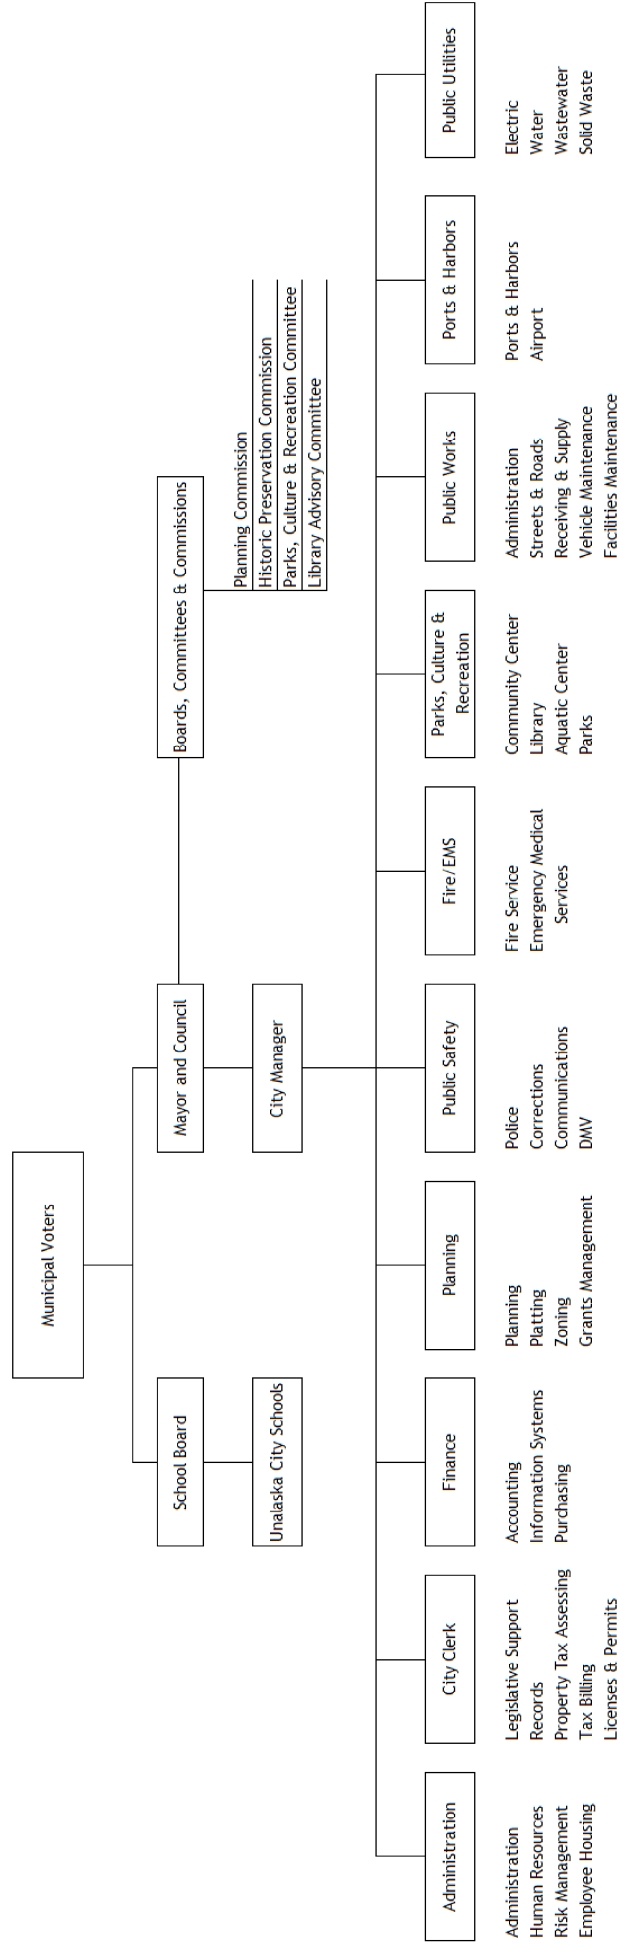 Municipal Voters
School Board
Mayor and Council
Boards, Committees & Commissions
Unalaska City Schools
City Manager
Planning Commission
Historic Preservation Commission
Parks, Culture & Recreation Committee
Library Advisory Committee
Administration
Administration
Human Resources
Risk Management
Employee Housing
City Clerk
Legislative Support
Records
Property Tax Assessing
Tax Billing
Licenses & Permits
Finance
Accounting
Information Systems
Purchasing
Planning
Planning
Platting
Zoning
Grants Management
Public Safety
Police
Corrections
Communications
DMV
Fire/EMS
Fire Service
Emergency Medical
Services
Parks, Culture &
Recreation
Community Center
Library
Aquatic Center
Parks
Public Works
Administration
Streets & Roads
Receiving & Supply
Vehicle Maintenance
Facilities Maintenance
Ports & Harbors
Ports & Harbors
Airport
Public Utilities
Electric
Water
Wastewater
Solid Waste